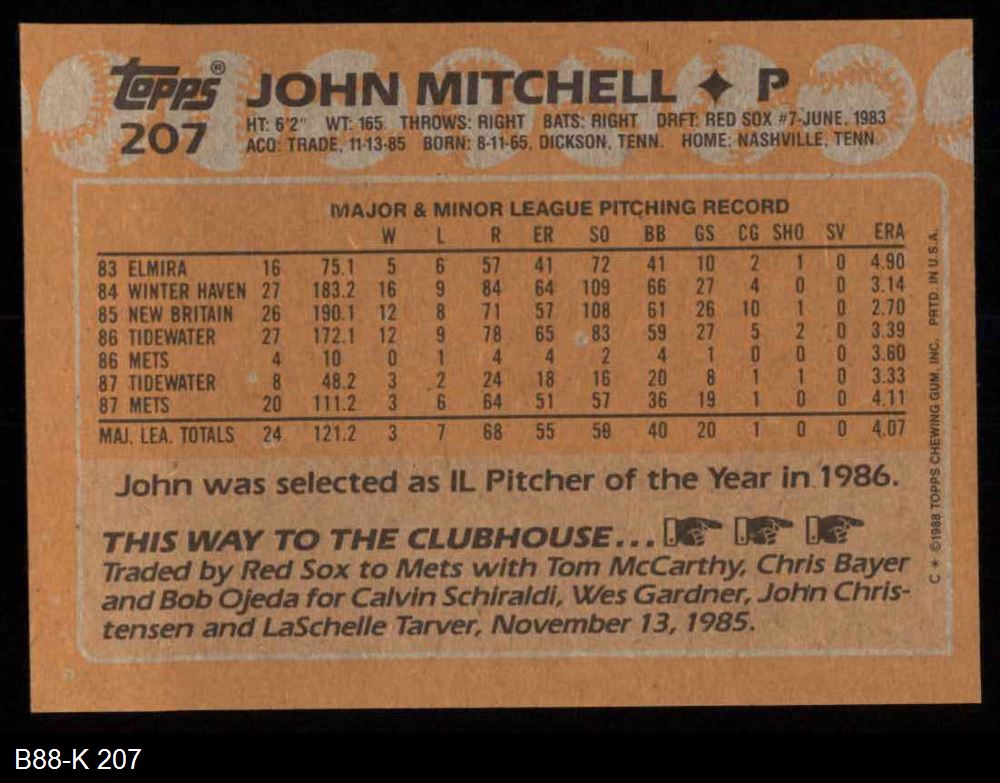 Topps® JOHN MITCHELL ✦ P
207
HT: 6'2" WT: 165 THROWS: RIGHT BATS: RIGHT DRFT: RED SOX #7-JUNE, 1983
ACQ: TRADE, 11-13-85 BORN: 8-11-65, DICKSON, TENN. HOME: NASHVILLE, TENN.
MAJOR & MINOR LEAGUE PITCHING RECORD
W L R ER SO BB GS CG SHO SV ERA
83 ELMIRA 16 75.1 5 6 57 41 72 41 10 2 1 0 4.90
84 WINTER HAVEN 27 183.2 16 9 84 64 109 66 27 4 0 0 3.14
85 NEW BRITAIN 26 190.1 12 8 71 57 108 61 26 10 1 0 2.70
86 TIDEWATER 27 172.1 12 9 78 65 83 59 27 5 2 0 3.39
86 METS 4 10 0 1 4 4 2 4 1 0 0 0 3.60
87 TIDEWATER 8 48.2 3 2 24 18 16 20 8 1 1 0 3.33
87 METS 20 111.2 3 6 64 51 57 36 19 1 0 0 4.11
MAJ. LEA. TOTALS 24 121.2 3 7 68 55 59 40 20 1 0 0 4.07
John was selected as IL Pitcher of the Year in 1986.
THIS WAY TO THE CLUBHOUSE...
Traded by Red Sox to Mets with Tom McCarthy, Chris Bayer
and Bob Ojeda for Calvin Schiraldi, Wes Gardner, John Chris-
tensen and LaSchelle Tarver, November 13, 1985.
C * ©1988 TOPPS CHEWING GUM, INC. PRTD. IN U.S.A.
B88-K 207